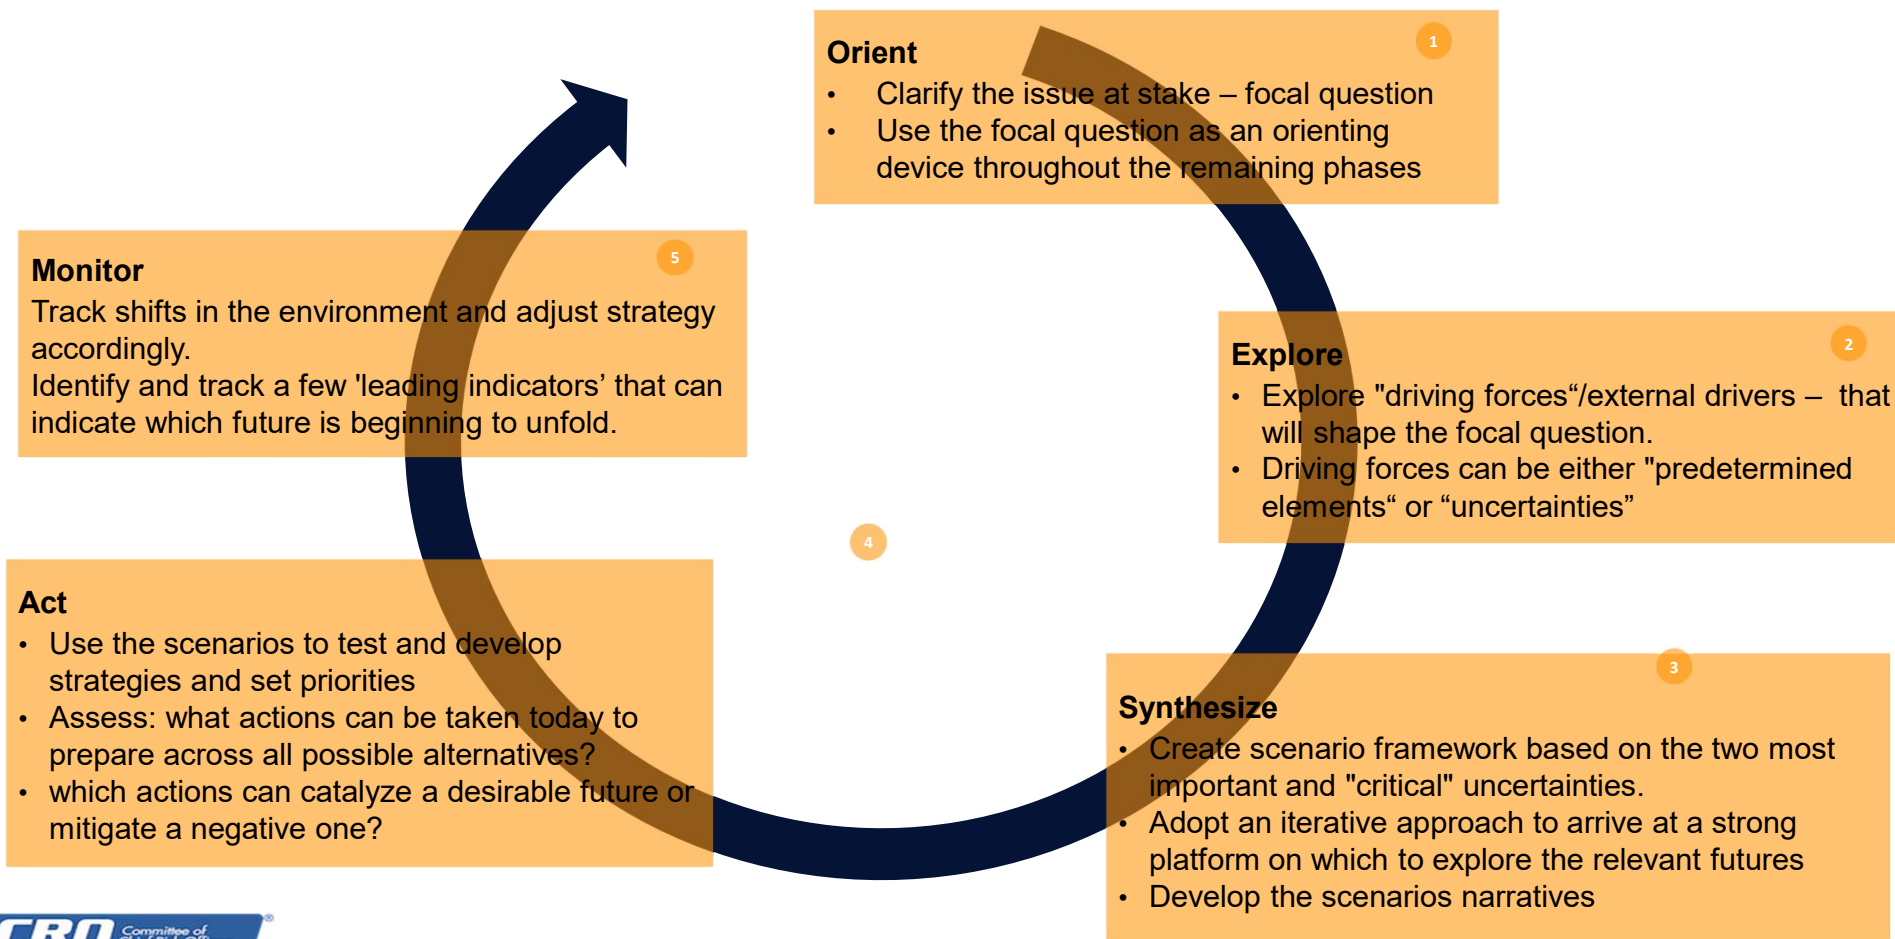 1
Orient
• Clarify the issue at stake – focal question
• Use the focal question as an orienting
device throughout the remaining phases
2
Explore
• Explore "driving forces“/external drivers – that
will shape the focal question.
• Driving forces can be either "predetermined
elements“ or “uncertainties”
3
Synthesize
• Create scenario framework based on the two most
important and "critical" uncertainties.
• Adopt an iterative approach to arrive at a strong
platform on which to explore the relevant futures
• Develop the scenarios narratives
4
Act
• Use the scenarios to test and develop
strategies and set priorities
• Assess: what actions can be taken today to
prepare across all possible alternatives?
• which actions can catalyze a desirable future or
mitigate a negative one?
5
Monitor
Track shifts in the environment and adjust strategy
accordingly.
Identify and track a few 'leading indicators’ that can
indicate which future is beginning to unfold.
CRO ®
Committee of